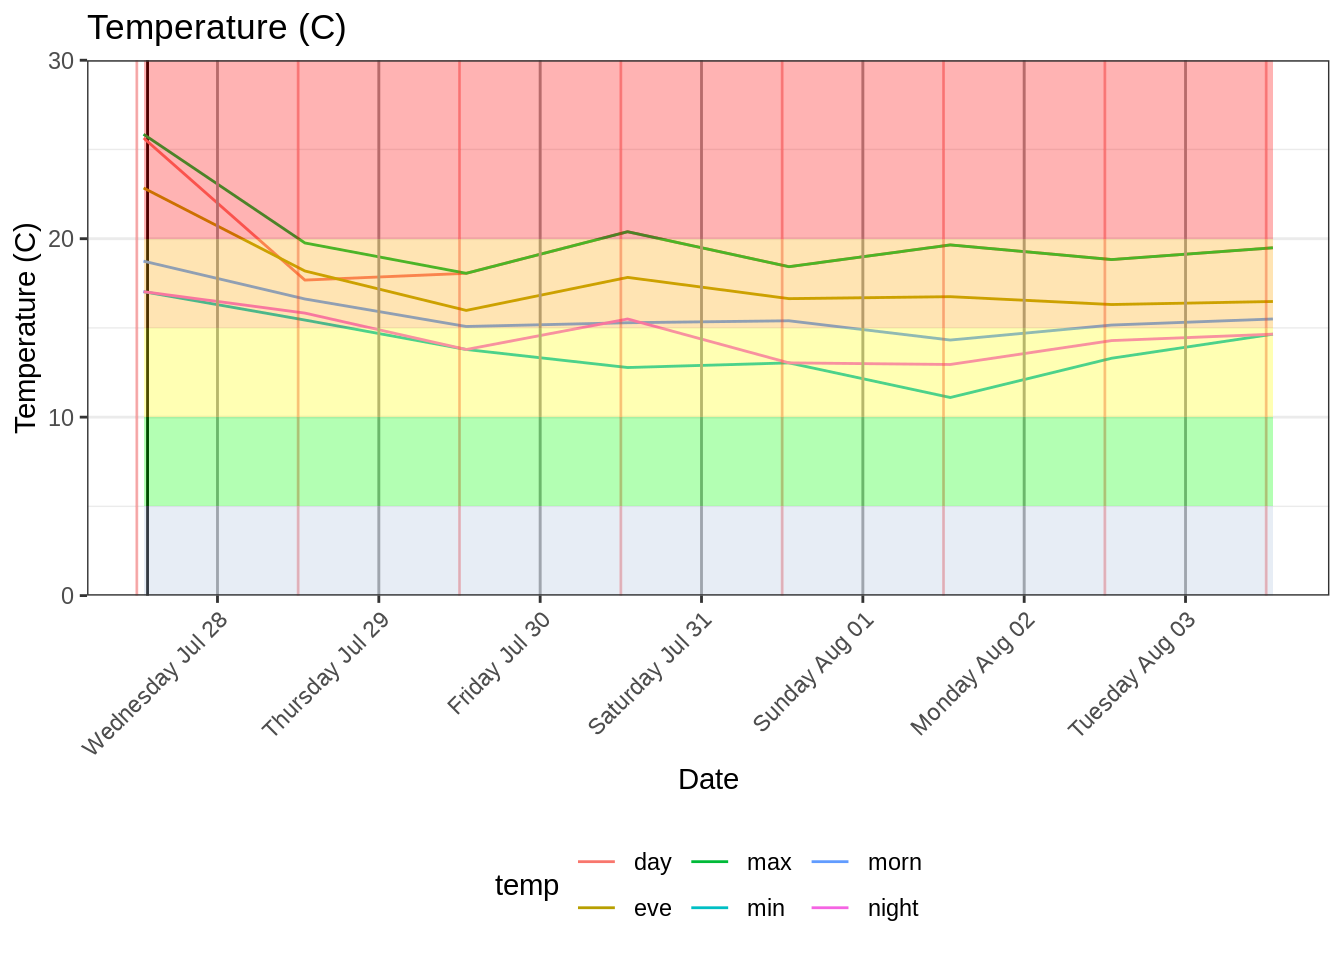 Temperature (C)
30
20
10
0
Temperature (C)
Wednesday Jul 28
Thursday Jul 29
Friday Jul 30
Saturday Jul 31
Sunday Aug 01
Monday Aug 02
Tuesday Aug 03
Date
temp
day max morn
eve min night